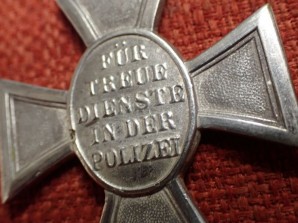 FÜR
TREUE
DIENSTE
IN DER
POLIZEI